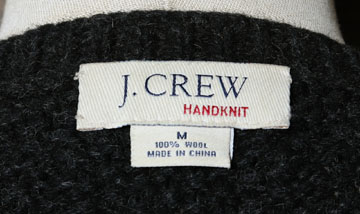 J. CREW
HANDKNIT
M
100% WOOL
MADE IN CHINA